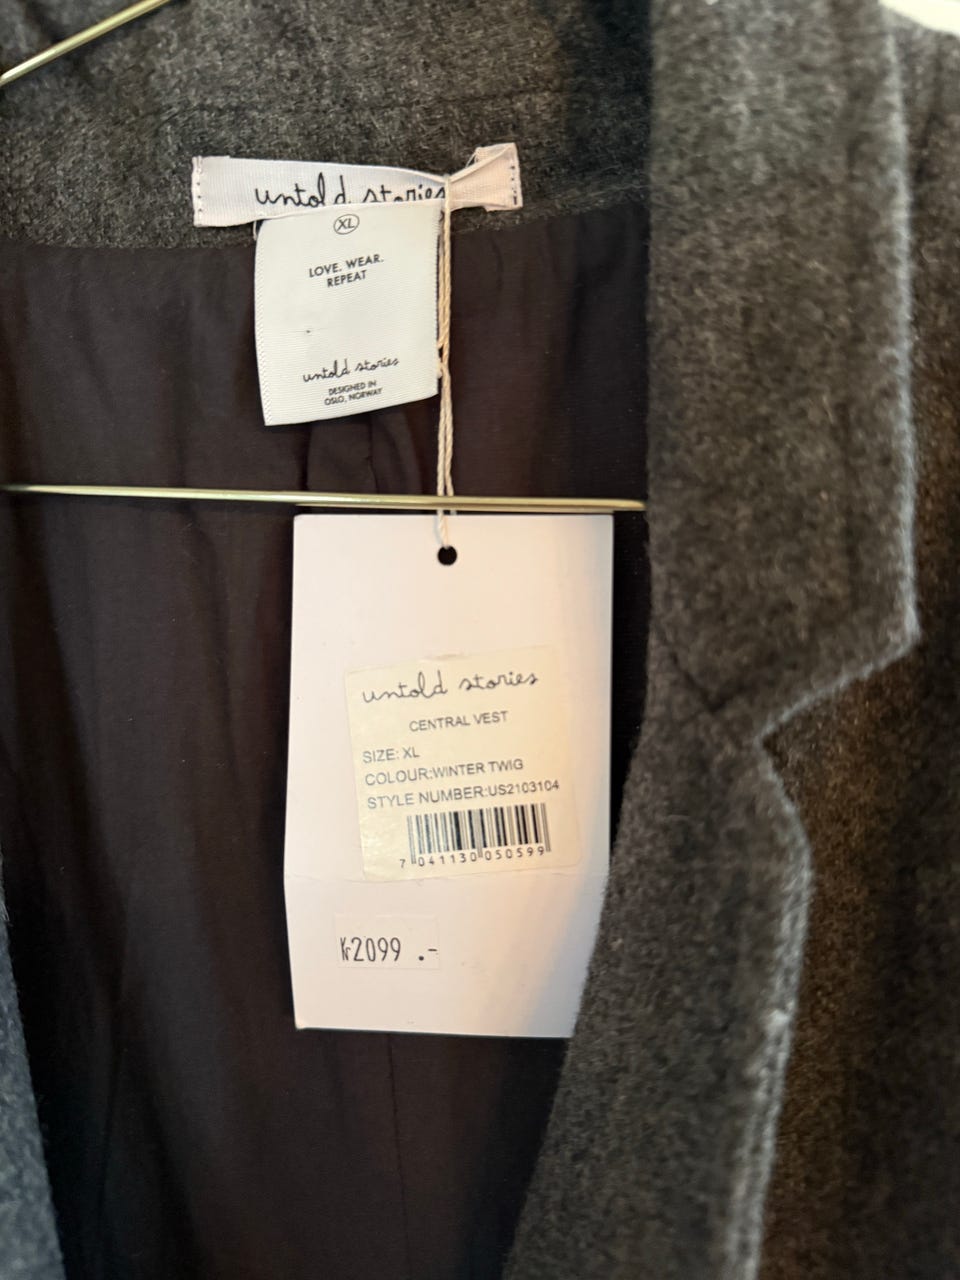 untold stories
XL
LOVE. WEAR.
REPEAT
untold stories
DESIGNED IN
OSLO, NORWAY
untold stories
CENTRAL VEST
SIZE: XL
COLOUR:WINTER TWIG
STYLE NUMBER:US2103104
7 041130 050599
Kr2099 .-